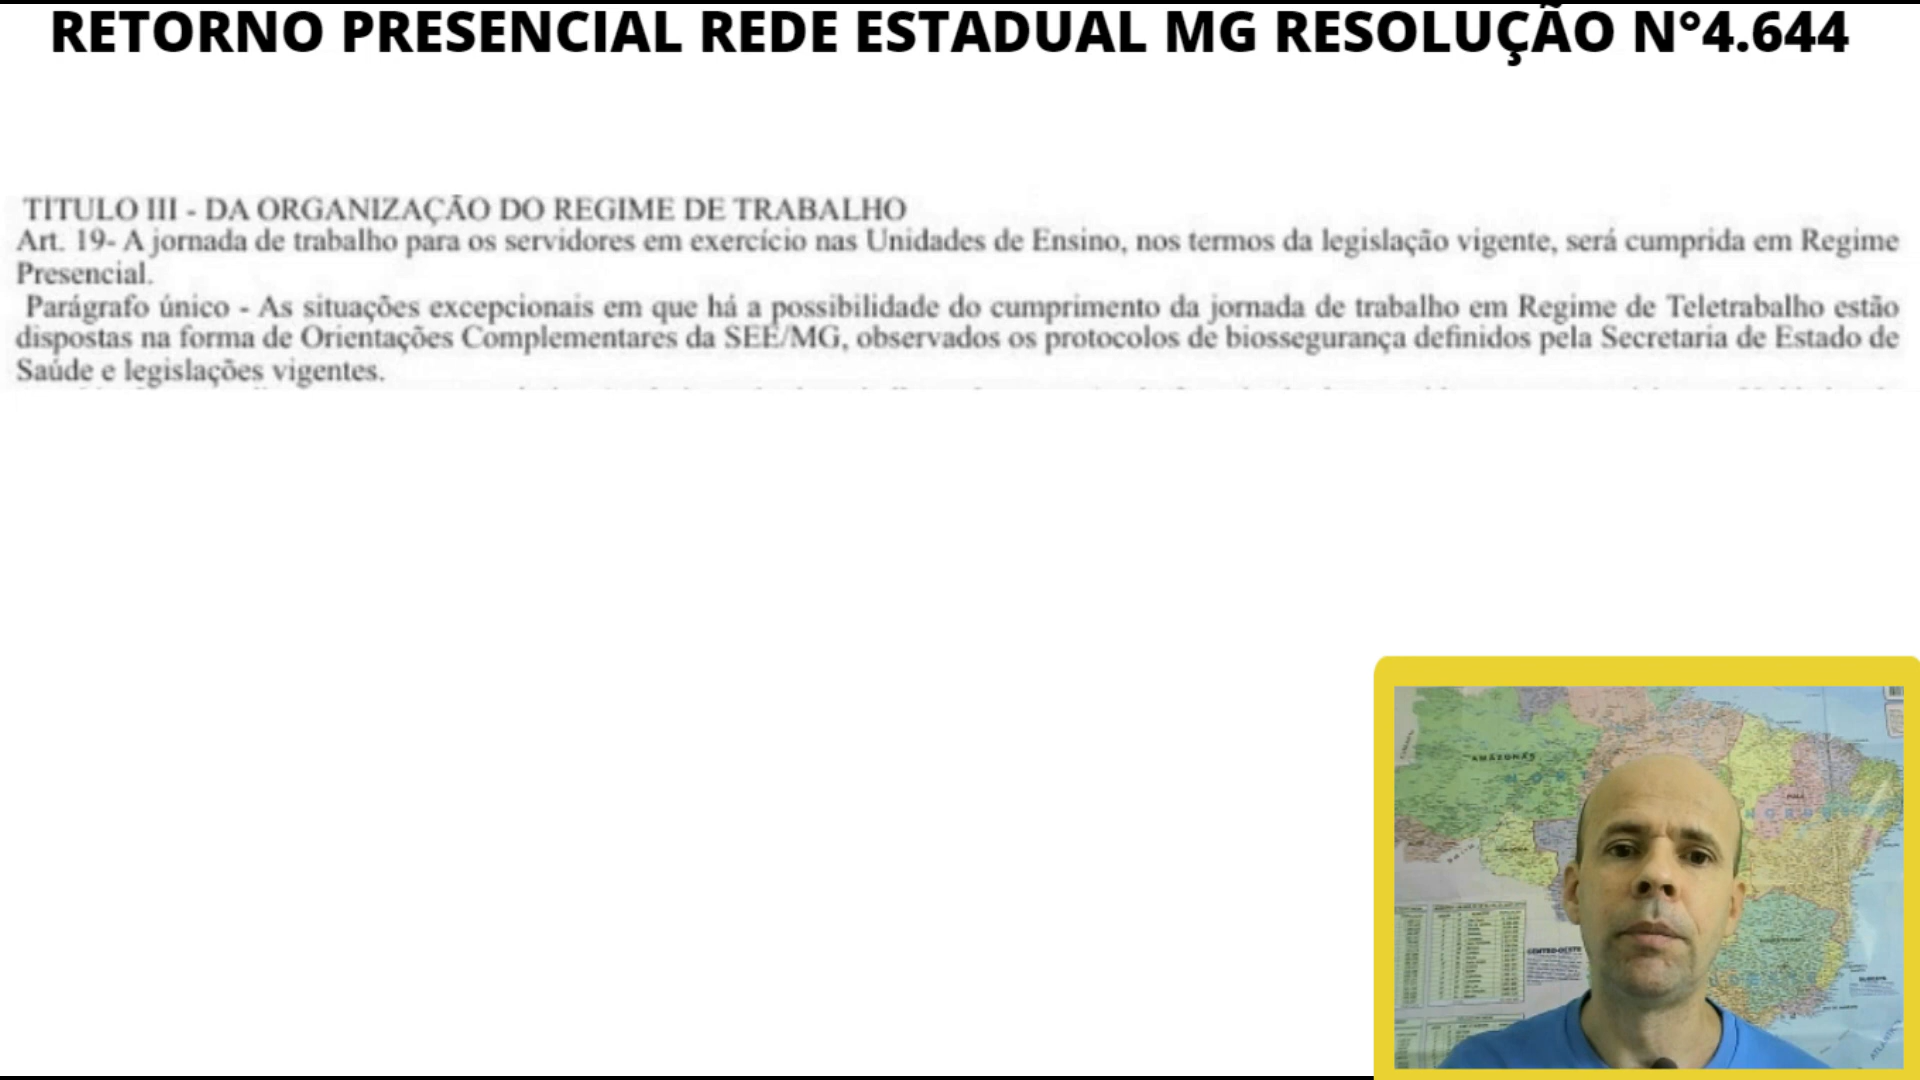 RETORNO PRESENCIAL REDE ESTADUAL MG RESOLUÇÃO N°4.644
TÍTULO III - DA ORGANIZAÇÃO DO REGIME DE TRABALHO
Art. 19- A jornada de trabalho para os servidores em exercício nas Unidades de Ensino, nos termos da legislação vigente, será cumprida em Regime
Presencial.
Parágrafo único - As situações excepcionais em que há a possibilidade do cumprimento da jornada de trabalho em Regime de Teletrabalho estão
dispostas na forma de Orientações Complementares da SEE/MG, observados os protocolos de biossegurança definidos pela Secretaria de Estado de
Saúde e legislações vigentes.
AMAZONAS
CENTRO-OESTE